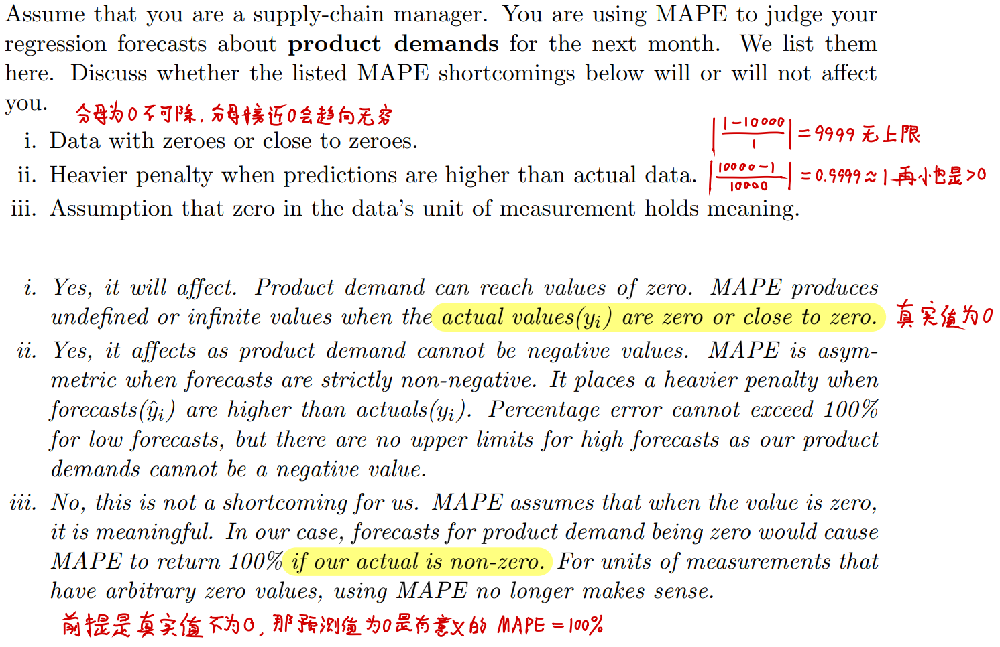 Assume that you are a supply-chain manager. You are using MAPE to judge your
regression forecasts about product demands for the next month. We list them
here. Discuss whether the listed MAPE shortcomings below will or will not affect
you.
分母为0不可除.分母接近0会趋向无穷
i. Data with zeroes or close to zeroes.
|1-10000/1| = 9999 无上限
ii. Heavier penalty when predictions are higher than actual data.
|10000-1/10000| = 0.9999≈1 再小也是>0
iii. Assumption that zero in the data's unit of measurement holds meaning.
i. Yes, it will affect. Product demand can reach values of zero. MAPE produces
undefined or infinite values when the actual values(yᵢ) are zero or close to zero.
真实值为0
ii. Yes, it affects as product demand cannot be negative values. MAPE is asym-
metric when forecasts are strictly non-negative. It places a heavier penalty when
forecasts(ŷᵢ) are higher than actuals(yᵢ). Percentage error cannot exceed 100%
for low forecasts, but there are no upper limits for high forecasts as our product
demands cannot be a negative value.
iii. No, this is not a shortcoming for us. MAPE assumes that when the value is zero,
it is meaningful. In our case, forecasts for product demand being zero would cause
MAPE to return 100% if our actual is non-zero. For units of measurements that
have arbitrary zero values, using MAPE no longer makes sense.
前提是真实值不为0, 那预测值为0是有意义的 MAPE = 100%